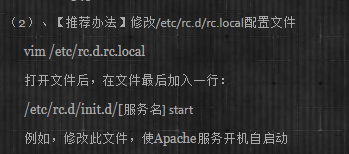 (2)、【推荐办法】修改/etc/rc.d/rc.local配置文件
vim /etc/rc.d.rc.local
打开文件后，在文件最后加入一行：
/etc/rc.d/init.d/[服务名] start
例如，修改此文件，使Apache服务开机自启动